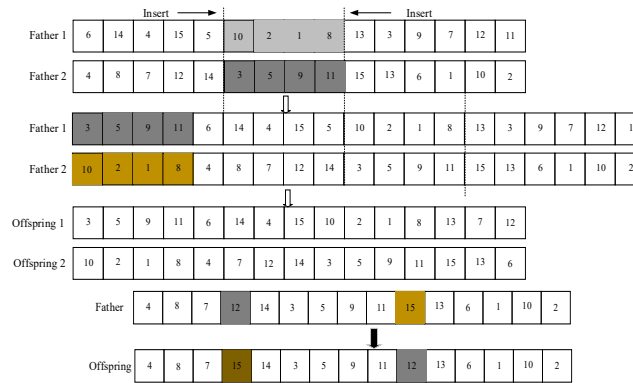 Insert Insert
Father 1 6 14 4 15 5 10 2 1 8 13 3 9 7 12 11
Father 2 4 8 7 12 14 3 5 9 11 15 13 6 1 10 2
Father 1 3 5 9 11 6 14 4 15 5 10 2 1 8 13 3 9 7 12 1
Father 2 10 2 1 8 4 8 7 12 14 3 5 9 11 15 13 6 1 10 2
Offspring 1 3 5 9 11 6 14 4 15 10 2 1 8 13 7 12
Offspring 2 10 2 1 8 4 7 12 14 3 5 9 11 15 13 6
Father 4 8 7 12 14 3 5 9 11 15 13 6 1 10 2
Offspring 4 8 7 15 14 3 5 9 11 12 13 6 1 10 2